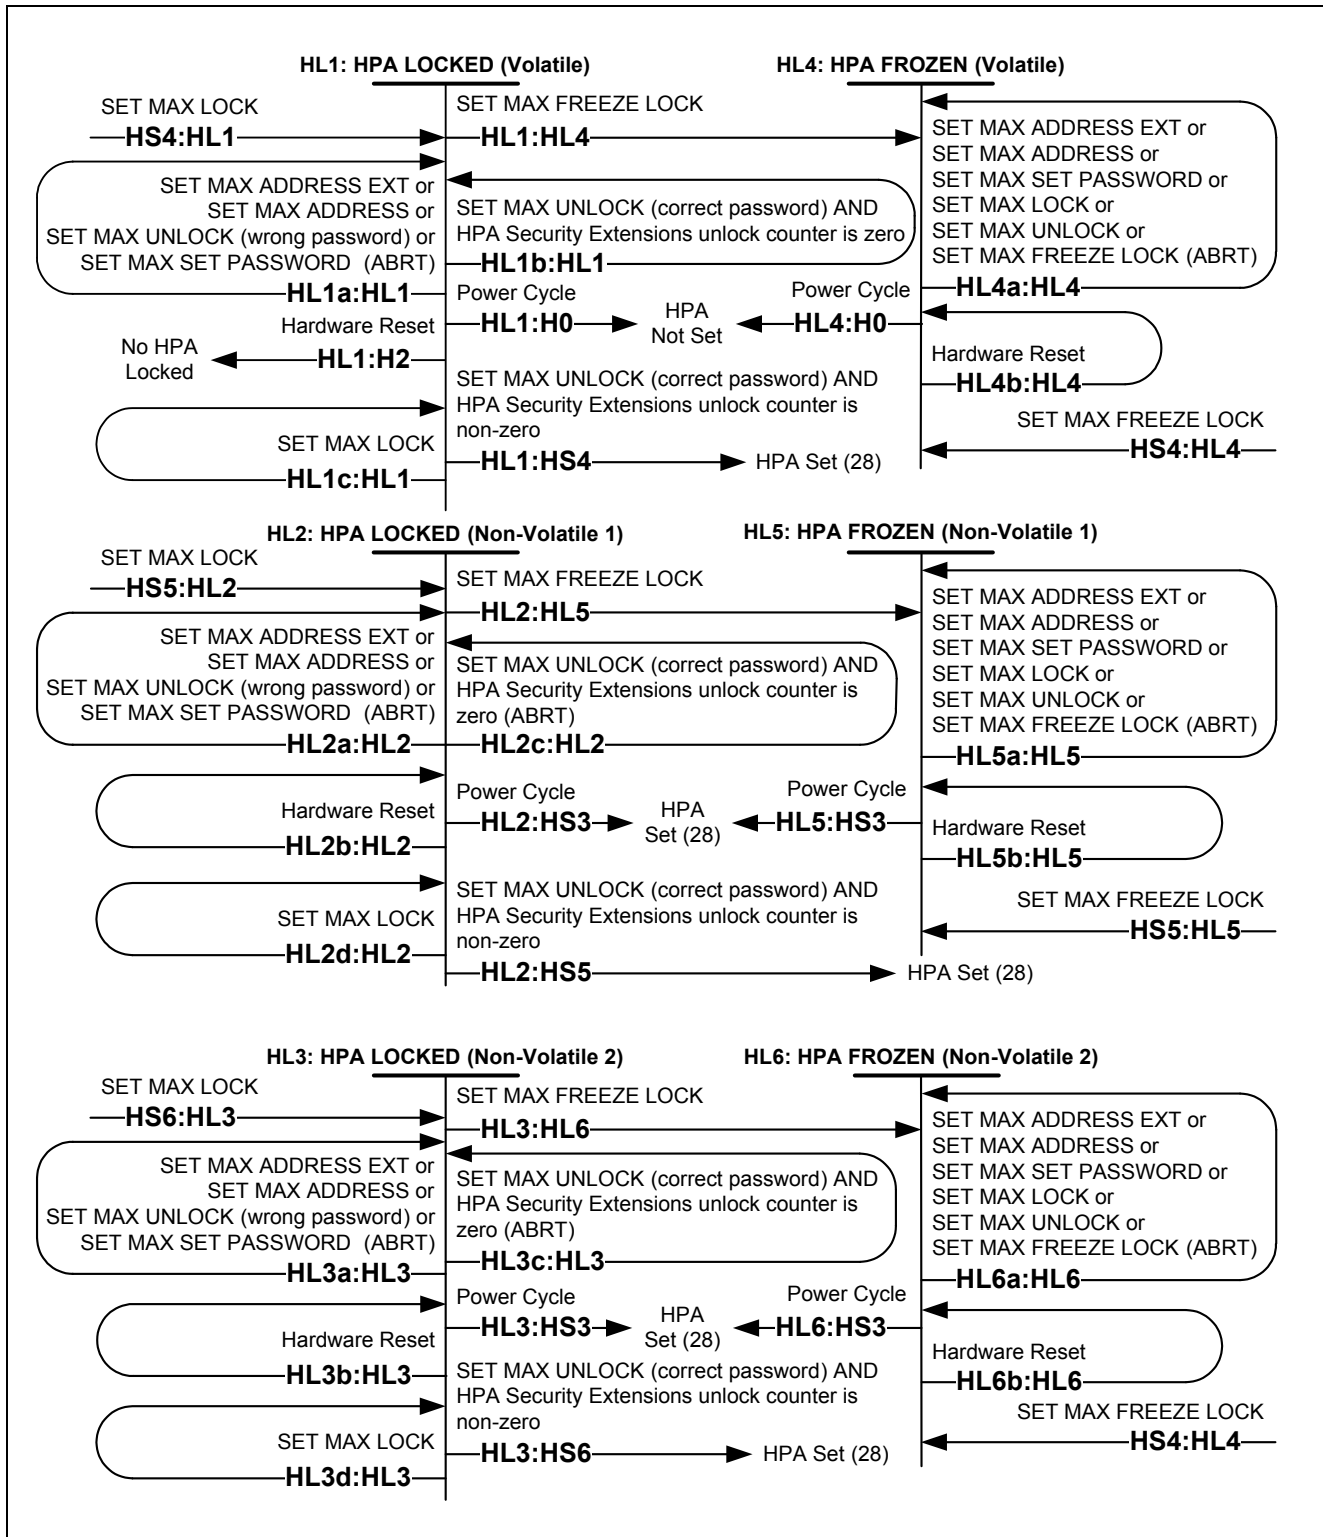 HL1: HPA LOCKED (Volatile)
HL4: HPA FROZEN (Volatile)
SET MAX LOCK
HS4:HL1
SET MAX FREEZE LOCK
HL1:HL4
SET MAX ADDRESS EXT or
SET MAX ADDRESS or
SET MAX UNLOCK (wrong password) or
SET MAX SET PASSWORD (ABRT)
HL1a:HL1
SET MAX UNLOCK (correct password) AND
HPA Security Extensions unlock counter is zero
HL1b:HL1
SET MAX ADDRESS EXT or
SET MAX ADDRESS or
SET MAX SET PASSWORD or
SET MAX LOCK or
SET MAX UNLOCK or
SET MAX FREEZE LOCK (ABRT)
HL4a:HL4
Power Cycle
HL1:H0
HPA
Not Set
Power Cycle
HL4:H0
Hardware Reset
HL1:H2
No HPA
Locked
Hardware Reset
HL4b:HL4
SET MAX UNLOCK (correct password) AND
HPA Security Extensions unlock counter is
non-zero
HL1:HS4
HPA Set (28)
SET MAX LOCK
HL1c:HL1
SET MAX FREEZE LOCK
HS4:HL4
HL2: HPA LOCKED (Non-Volatile 1)
HL5: HPA FROZEN (Non-Volatile 1)
SET MAX LOCK
HS5:HL2
SET MAX FREEZE LOCK
HL2:HL5
SET MAX ADDRESS EXT or
SET MAX ADDRESS or
SET MAX UNLOCK (wrong password) or
SET MAX SET PASSWORD (ABRT)
HL2a:HL2
SET MAX UNLOCK (correct password) AND
HPA Security Extensions unlock counter is
zero (ABRT)
HL2c:HL2
SET MAX ADDRESS EXT or
SET MAX ADDRESS or
SET MAX SET PASSWORD or
SET MAX LOCK or
SET MAX UNLOCK or
SET MAX FREEZE LOCK (ABRT)
HL5a:HL5
Hardware Reset
HL2b:HL2
Power Cycle
HL2:HS3
HPA
Set (28)
Power Cycle
HL5:HS3
Hardware Reset
HL5b:HL5
SET MAX LOCK
HL2d:HL2
SET MAX UNLOCK (correct password) AND
HPA Security Extensions unlock counter is
non-zero
HL2:HS5
HPA Set (28)
SET MAX FREEZE LOCK
HS5:HL5
HL3: HPA LOCKED (Non-Volatile 2)
HL6: HPA FROZEN (Non-Volatile 2)
SET MAX LOCK
HS6:HL3
SET MAX FREEZE LOCK
HL3:HL6
SET MAX ADDRESS EXT or
SET MAX ADDRESS or
SET MAX UNLOCK (wrong password) or
SET MAX SET PASSWORD (ABRT)
HL3a:HL3
SET MAX UNLOCK (correct password) AND
HPA Security Extensions unlock counter is
zero (ABRT)
HL3c:HL3
SET MAX ADDRESS EXT or
SET MAX ADDRESS or
SET MAX SET PASSWORD or
SET MAX LOCK or
SET MAX UNLOCK or
SET MAX FREEZE LOCK (ABRT)
HL6a:HL6
Hardware Reset
HL3b:HL3
Power Cycle
HL3:HS3
HPA
Set (28)
Power Cycle
HL6:HS3
Hardware Reset
HL6b:HL6
SET MAX LOCK
HL3d:HL3
SET MAX UNLOCK (correct password) AND
HPA Security Extensions unlock counter is
non-zero
HL3:HS6
HPA Set (28)
SET MAX FREEZE LOCK
HS4:HL4